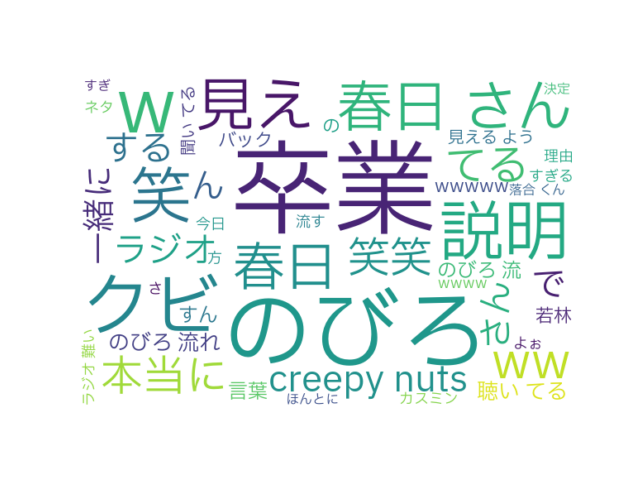 すぎ
ネタ
w
聞いてる
見え
バック
の
春日 さん
決定
する
笑
ん
卒業
見える よう
てる
理由
すぎる
wwwww
落合 くん
一緒に
今日
流す
説明
ラジオ
方
春日
笑笑
のびろ 流
wwww
で
クビ
さ
すん
のびろ
さん
若林
のびろ 流れ
よぉ
ラジオ 難い
本当に
言葉
creepy nuts
ww
ほんとに
カスミン
聴い てる